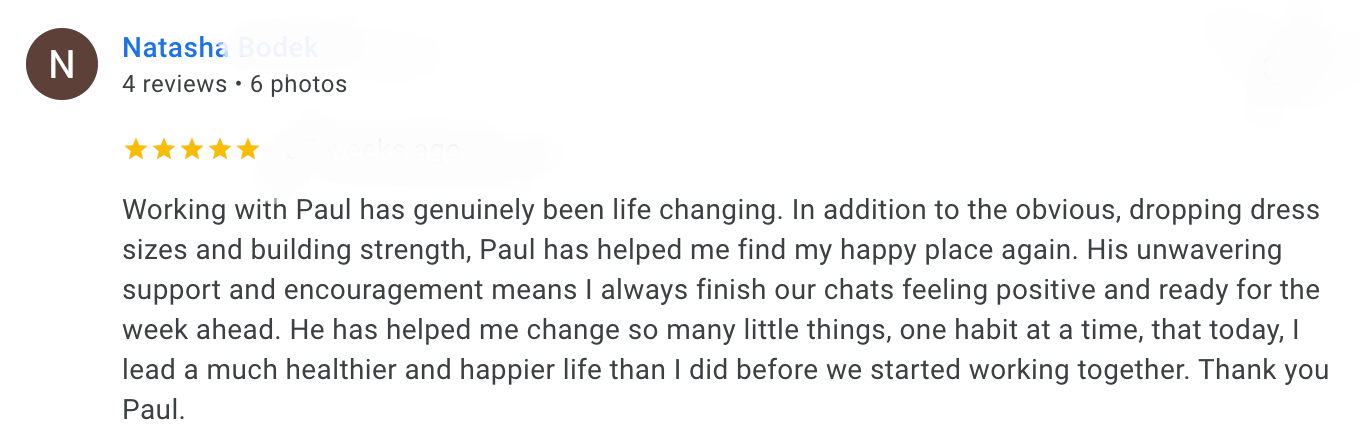 N
Natasha
4 reviews • 6 photos
weeks ago
Working with Paul has genuinely been life changing. In addition to the obvious, dropping dress
sizes and building strength, Paul has helped me find my happy place again. His unwavering
support and encouragement means I always finish our chats feeling positive and ready for the
week ahead. He has helped me change so many little things, one habit at a time, that today, I
lead a much healthier and happier life than I did before we started working together. Thank you
Paul.